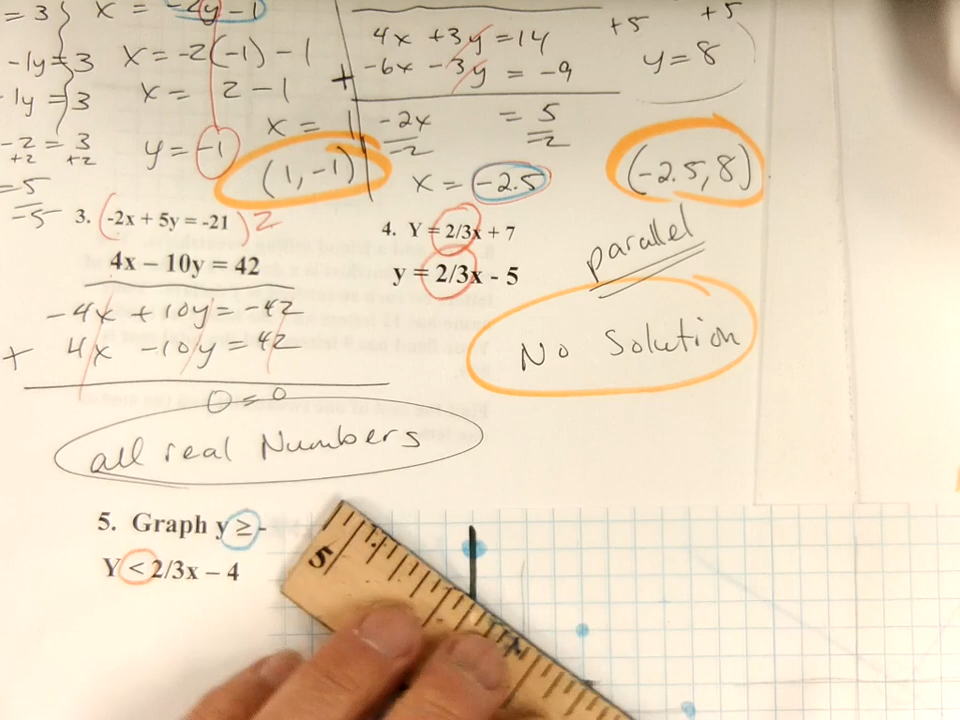 = 3
x = -2y - 1
-1y = 3
x = -2(-1) - 1
-1y = 3
x = 2 - 1
-2 = 3
+2 +2
x = 1
y = -1
(1, -1)
= 5
-5
4x + 3y = 14
-6x - 3y = -9
+
-2x = 5
-2 -2
x = -2.5
+5 +5
y = 8
(-2.5, 8)
3. (-2x + 5y = -21) 2
4x – 10y = 42
-4x + 10y = -42
+ 4x - 10y = 42
0 = 0
all real Numbers
4. Y = 2/3x + 7
y = 2/3x - 5
parallel
No Solution
5. Graph y ≥ -
Y < 2/3x – 4
5